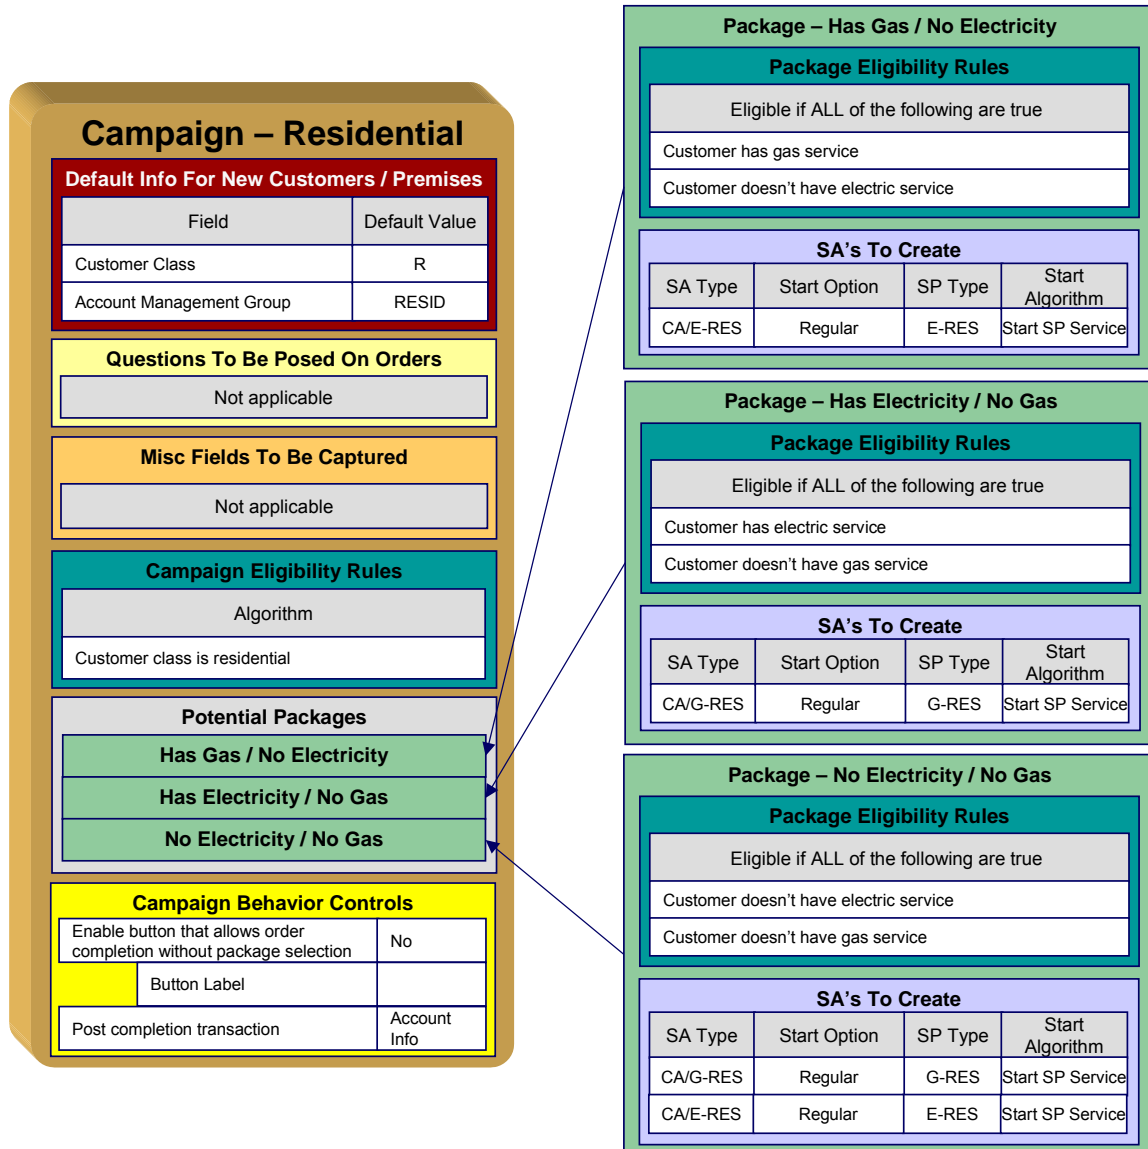 Campaign – Residential
Default Info For New Customers / Premises
Field Default Value
Customer Class R
Account Management Group RESID
Questions To Be Posed On Orders
Not applicable
Misc Fields To Be Captured
Not applicable
Campaign Eligibility Rules
Algorithm
Customer class is residential
Potential Packages
Has Gas / No Electricity
Has Electricity / No Gas
No Electricity / No Gas
Campaign Behavior Controls
Enable button that allows order
completion without package selection
No
Button Label
Post completion transaction
Account
Info
Package – Has Gas / No Electricity
Package Eligibility Rules
Eligible if ALL of the following are true
Customer has gas service
Customer doesn't have electric service
SA's To Create
SA Type Start Option SP Type Start
Algorithm
CA/E-RES Regular E-RES Start SP Service
Package – Has Electricity / No Gas
Package Eligibility Rules
Eligible if ALL of the following are true
Customer has electric service
Customer doesn't have gas service
SA's To Create
SA Type Start Option SP Type Start
Algorithm
CA/G-RES Regular G-RES Start SP Service
Package – No Electricity / No Gas
Package Eligibility Rules
Eligible if ALL of the following are true
Customer doesn't have electric service
Customer doesn't have gas service
SA's To Create
SA Type Start Option SP Type Start
Algorithm
CA/G-RES Regular G-RES Start SP Service
CA/E-RES Regular E-RES Start SP Service